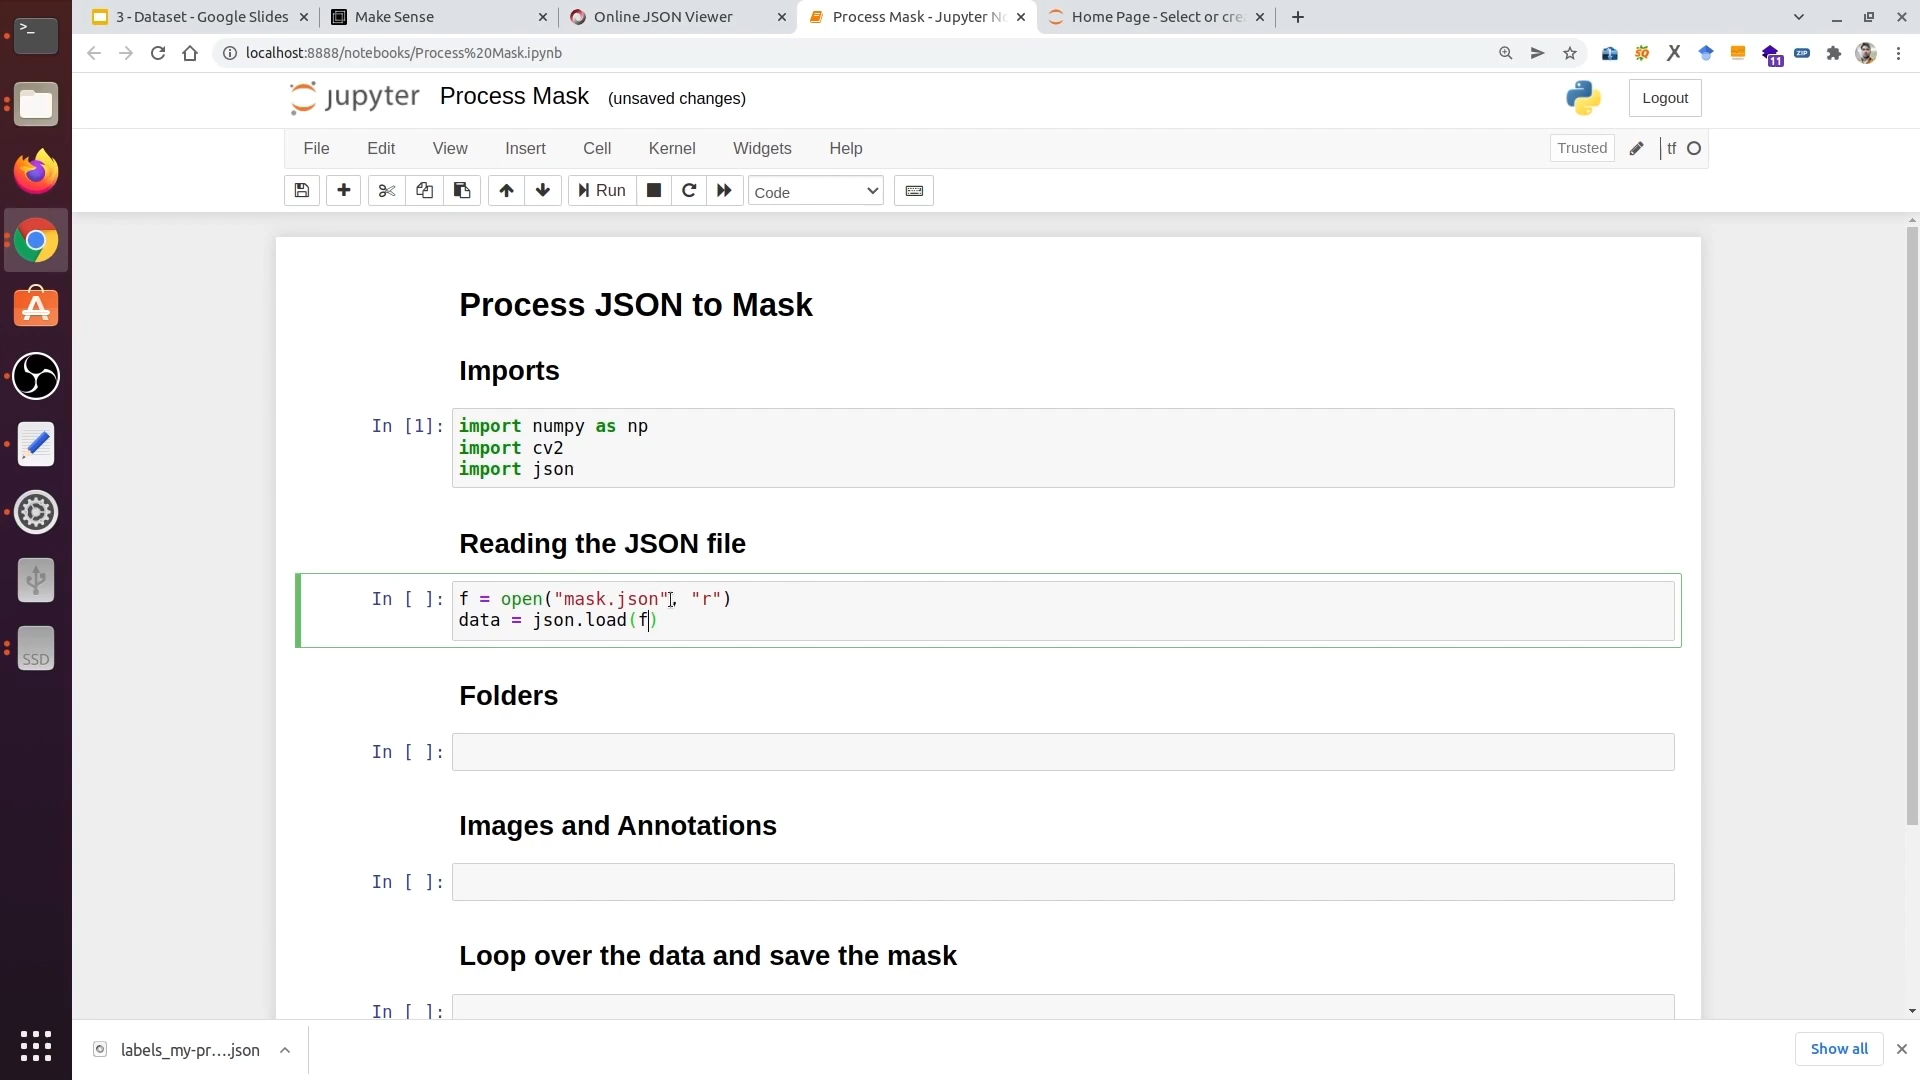 3 - Dataset - Google Slides
Make Sense
Online JSON Viewer
Process Mask - Jupyter No
Home Page - Select or cre
localhost:8888/notebooks/Process%20Mask.ipynb
11
ZIP
jupyter
Process Mask
(unsaved changes)
Logout
File
Edit
View
Insert
Cell
Kernel
Widgets
Help
Trusted
tf
Run
Code
Process JSON to Mask
Imports
In [1]:
import numpy as np
import cv2
import json
Reading the JSON file
In [ ]:
f = open("mask.json", "r")
data = json.load(f)
Folders
In [ ]:
Images and Annotations
In [ ]:
Loop over the data and save the mask
In [ ]:
SSD
labels_my-pr....json
Show all